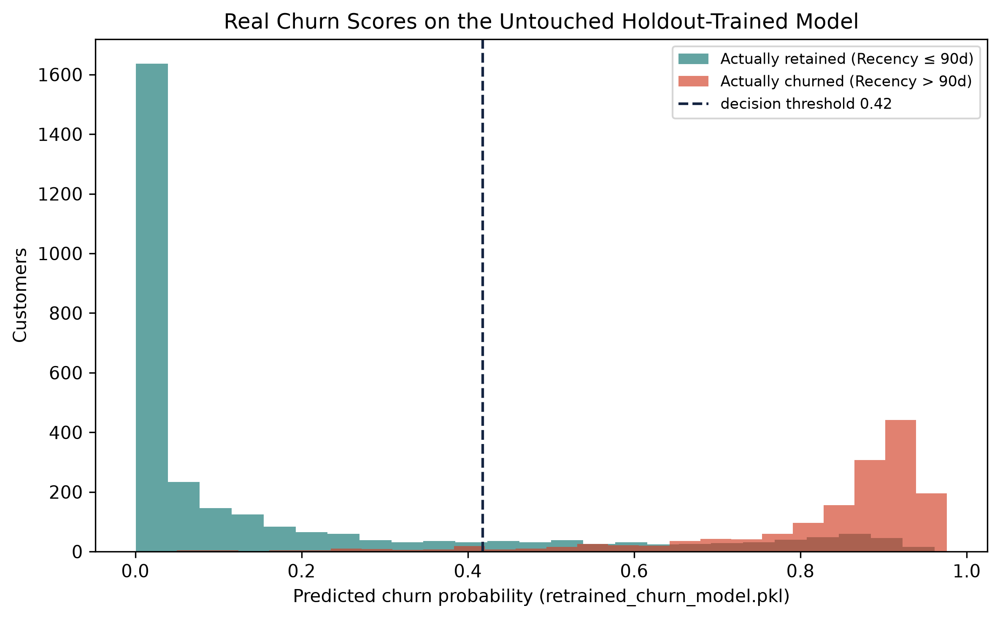 Real Churn Scores on the Untouched Holdout-Trained Model
Actually retained (Recency ≤ 90d)
Actually churned (Recency > 90d)
decision threshold 0.42
Customers
1600
1400
1200
1000
800
600
400
200
0
0.0 0.2 0.4 0.6 0.8 1.0
Predicted churn probability (retrained_churn_model.pkl)